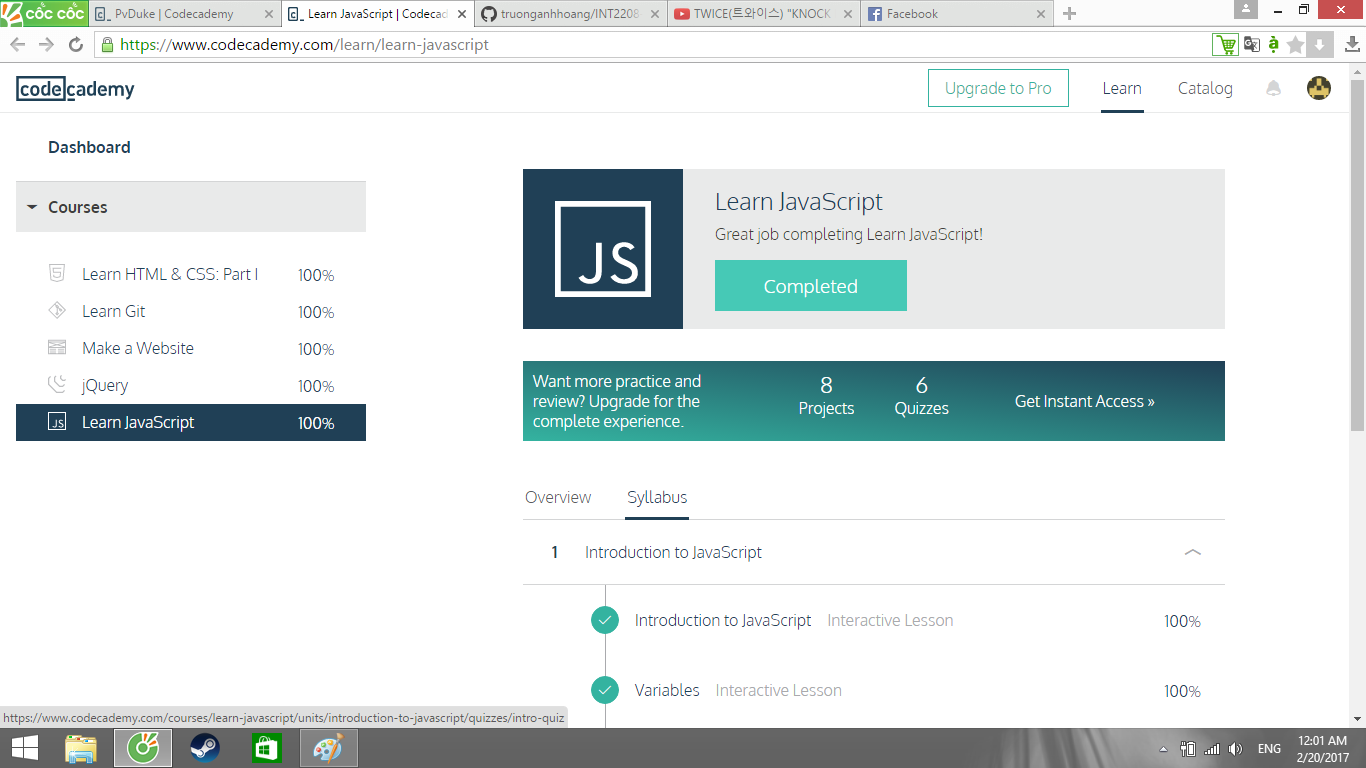 cốc cốc
PvDuke | Codecademy
Learn JavaScript | Codecad
truonganhhoang/INT2208
TWICE(트와이스) "KNOCK
Facebook
https://www.codecademy.com/learn/learn-javascript
codecademy
Upgrade to Pro
Learn
Catalog
Dashboard
Courses
Learn HTML & CSS: Part I 100%
Learn Git 100%
Make a Website 100%
jQuery 100%
JS Learn JavaScript 100%
JS
Learn JavaScript
Great job completing Learn JavaScript!
Completed
Want more practice and
review? Upgrade for the
complete experience.
8
Projects
6
Quizzes
Get Instant Access »
Overview
Syllabus
1 Introduction to JavaScript
Introduction to JavaScript Interactive Lesson 100%
Variables Interactive Lesson 100%
https://www.codecademy.com/courses/learn-javascript/units/introduction-to-javascript/quizzes/intro-quiz
ENG
12:01 AM
2/20/2017